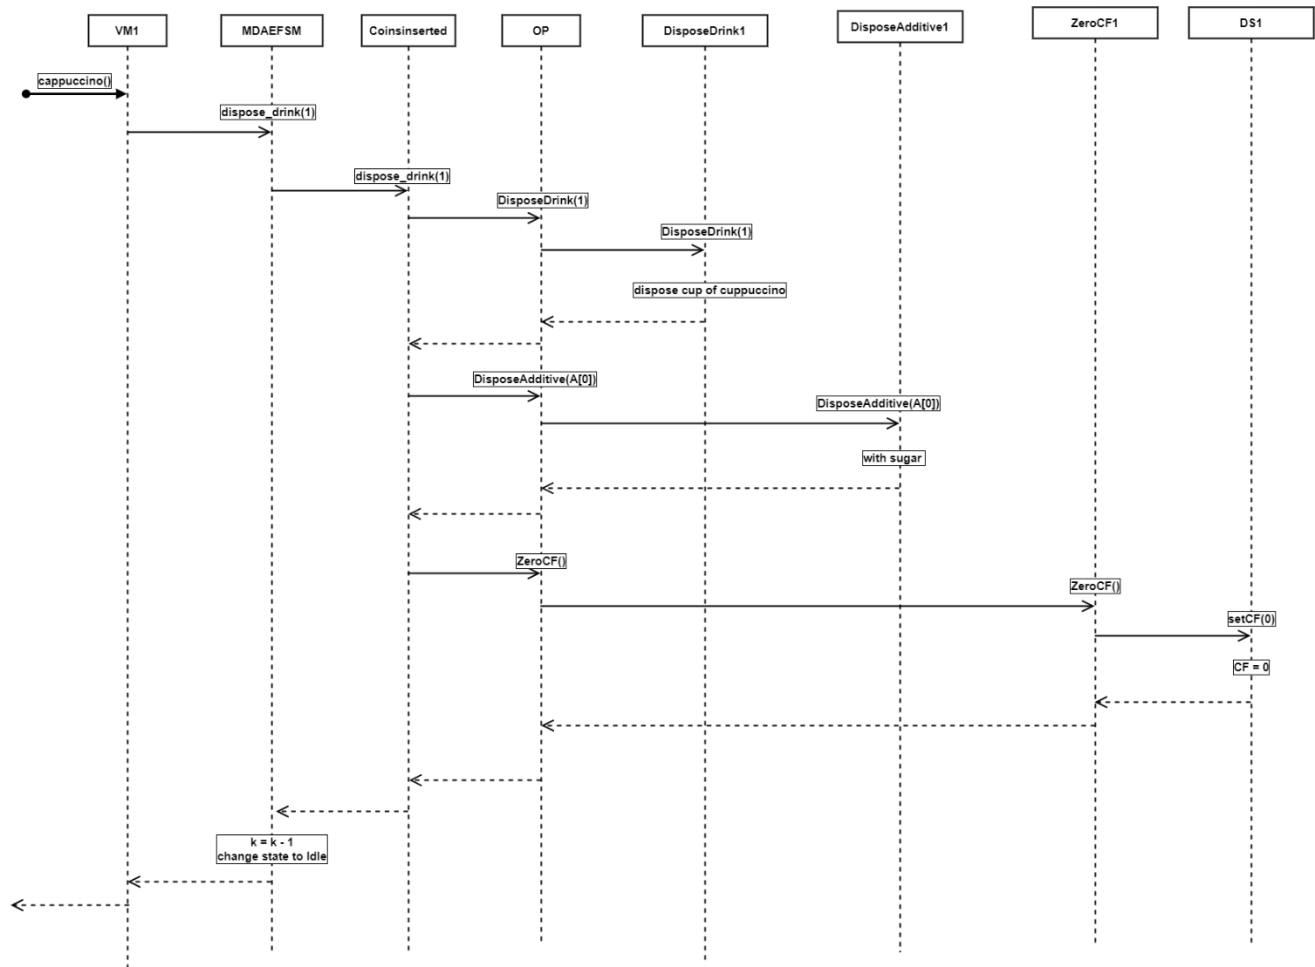 VM1
MDAEFSM
Coinsinserted
OP
DisposeDrink1
DisposeAdditive1
ZeroCF1
DS1
cappuccino()
dispose_drink(1)
dispose_drink(1)
DisposeDrink(1)
DisposeDrink(1)
dispose cup of cuppuccino
DisposeAdditive(A[0])
DisposeAdditive(A[0])
with sugar
ZeroCF()
ZeroCF()
setCF(0)
CF = 0
k = k - 1
change state to Idle